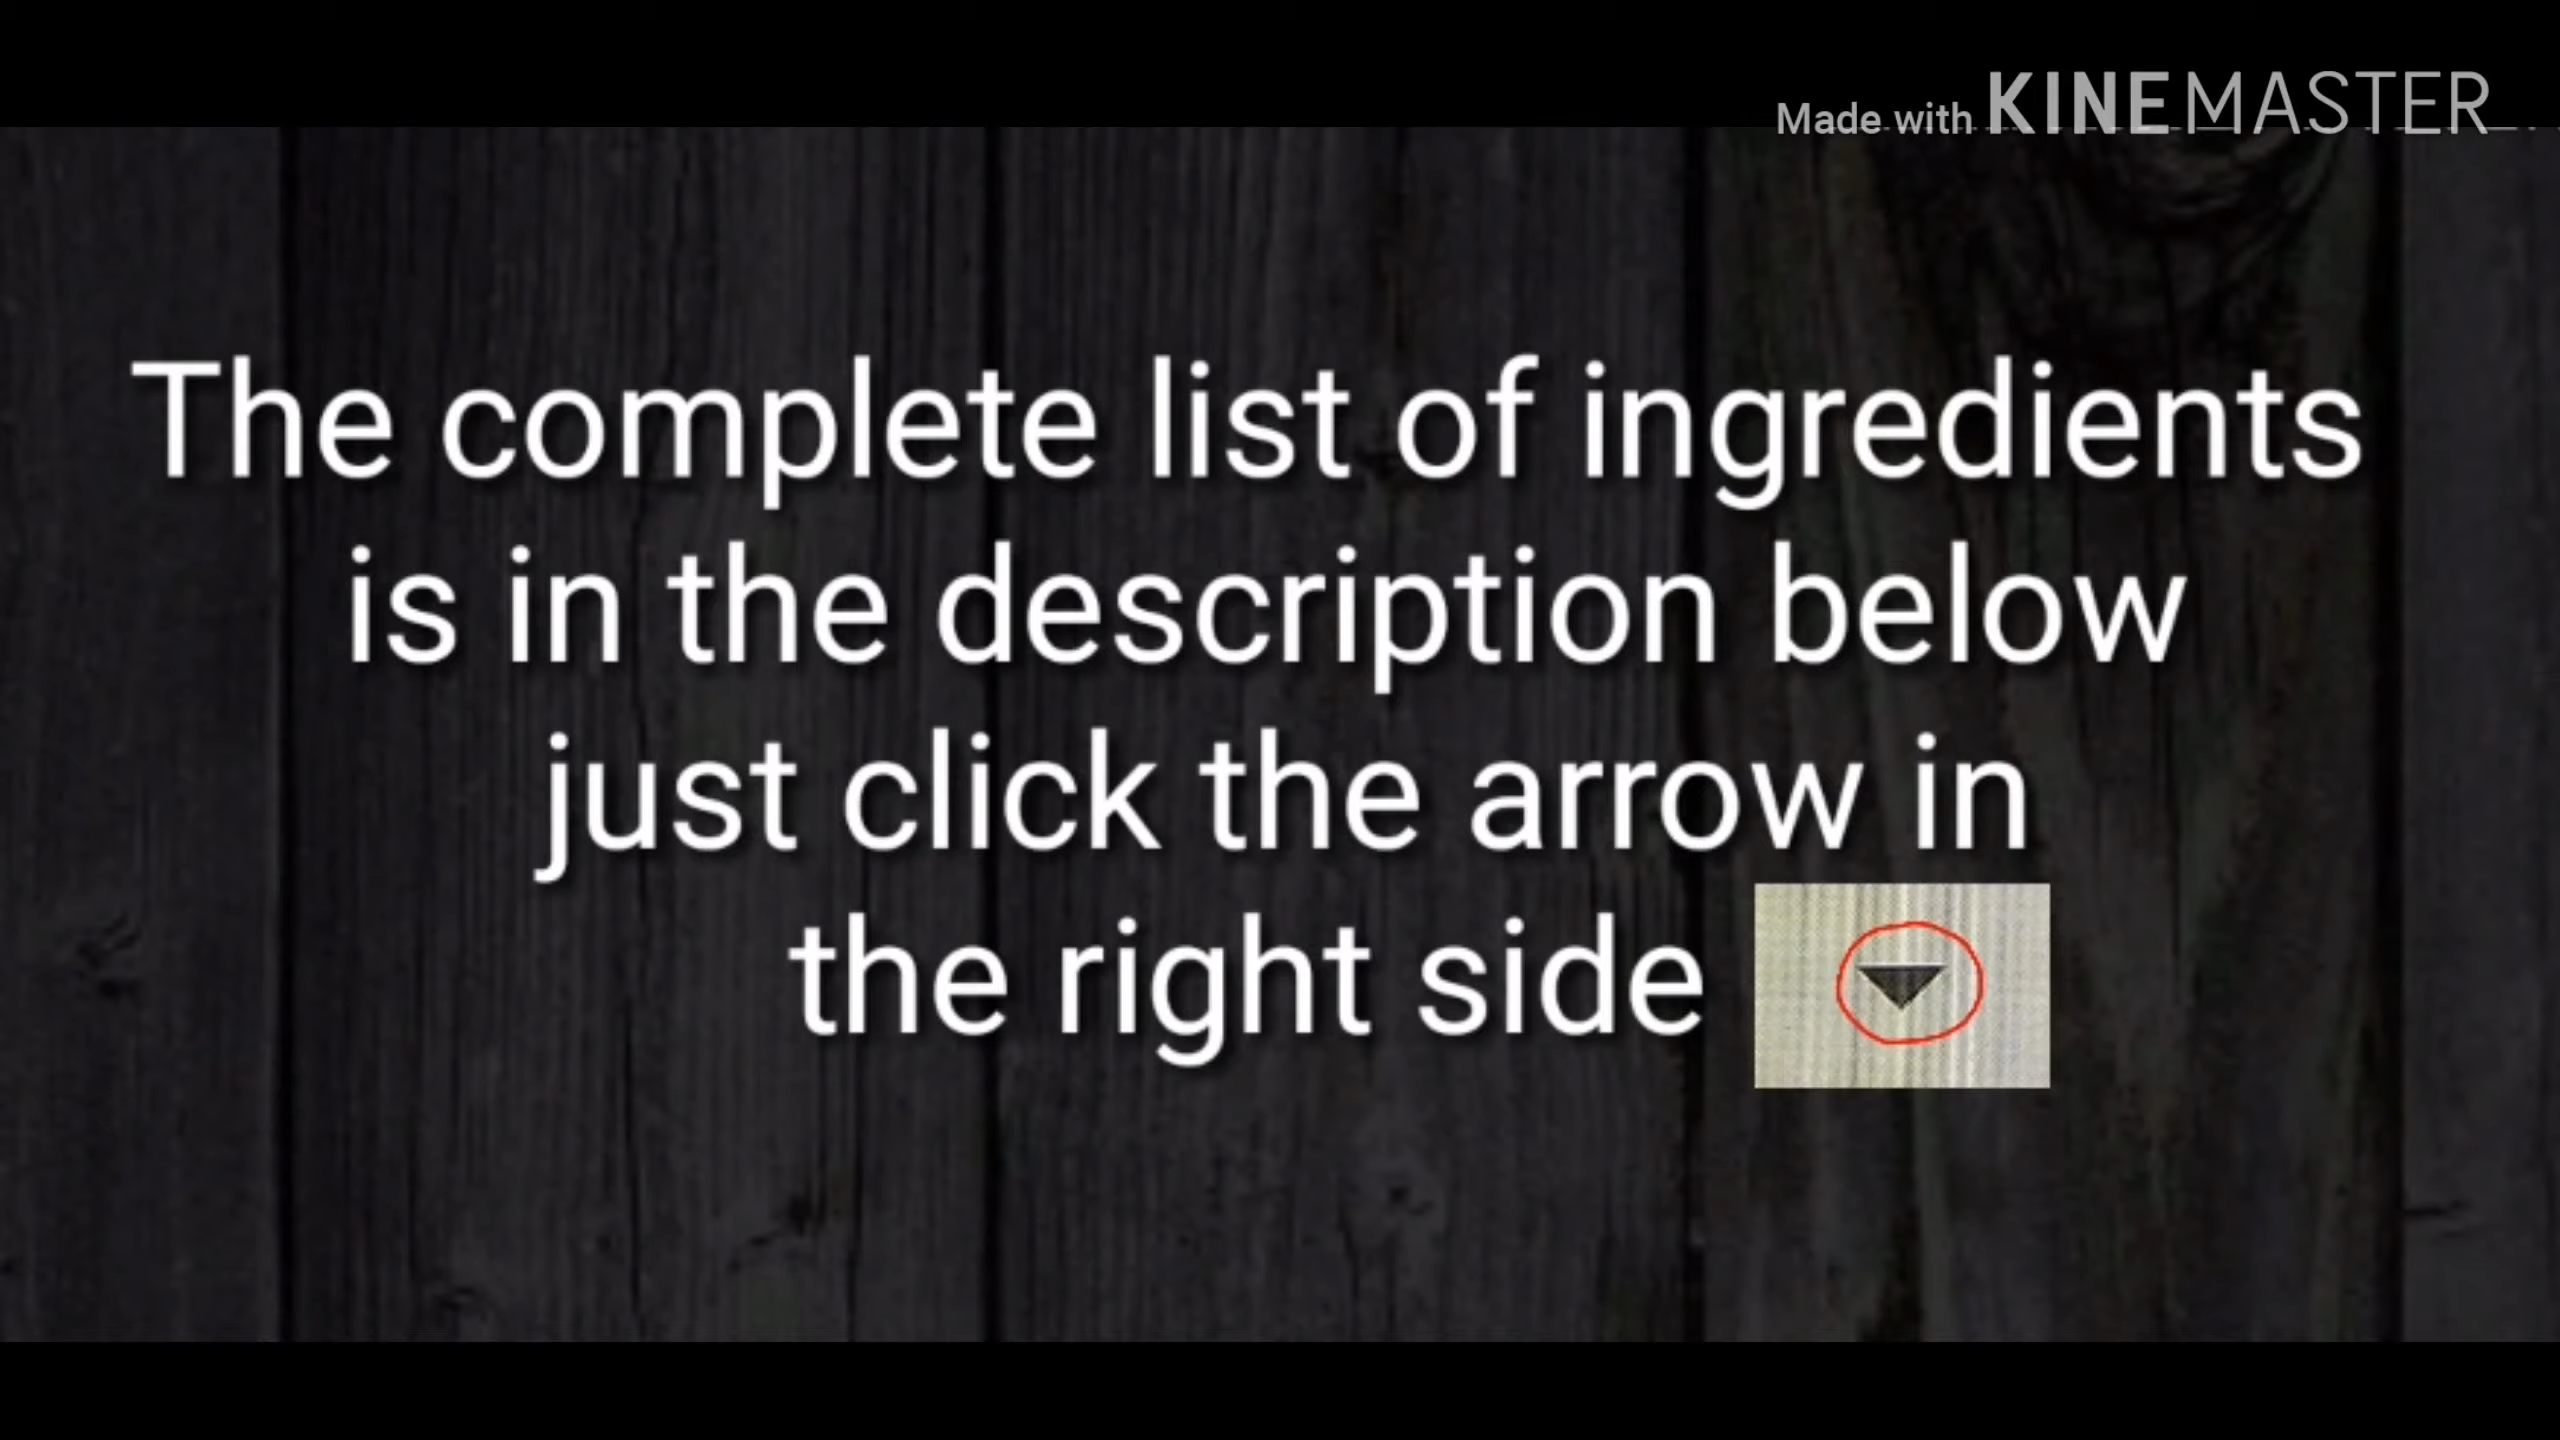 Made with KINEMASTER
The complete list of ingredients
is in the description below
just click the arrow in
the right side